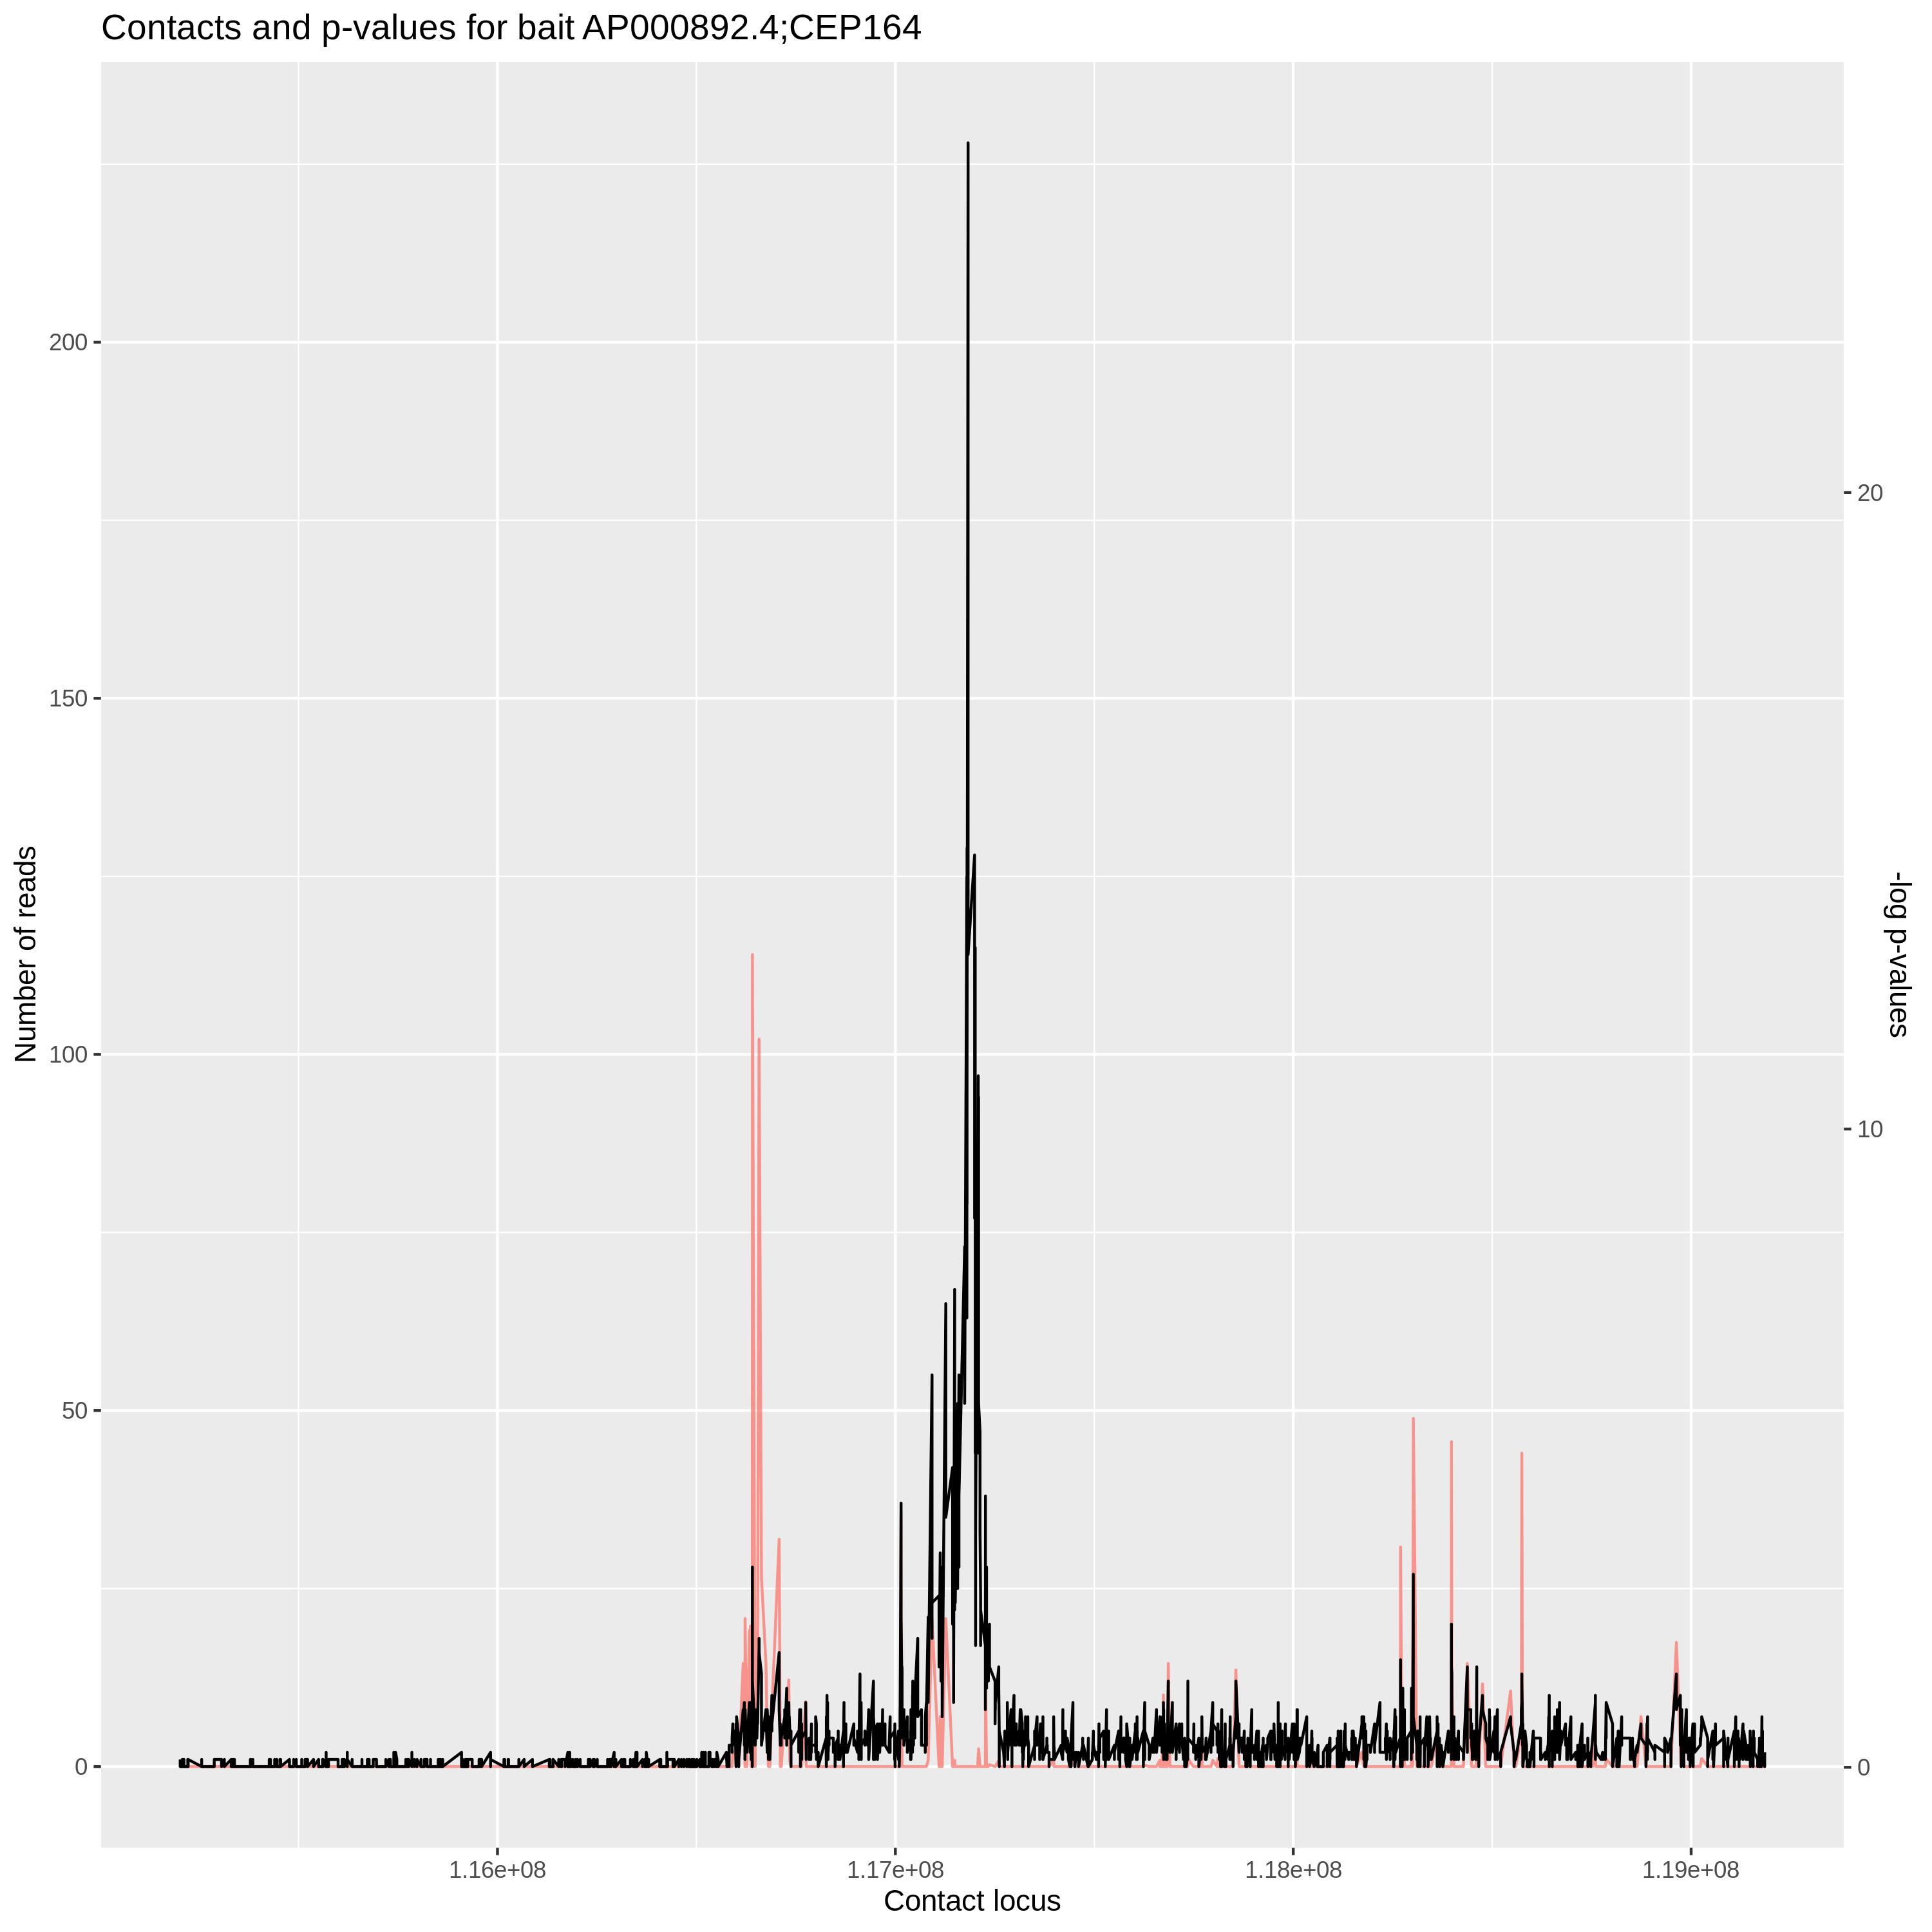 Contacts and p-values for bait AP000892.4;CEP164
200
150
100
50
0
Number of reads
20
10
0
-log p-values
1.16e+08
1.17e+08
1.18e+08
1.19e+08
Contact locus